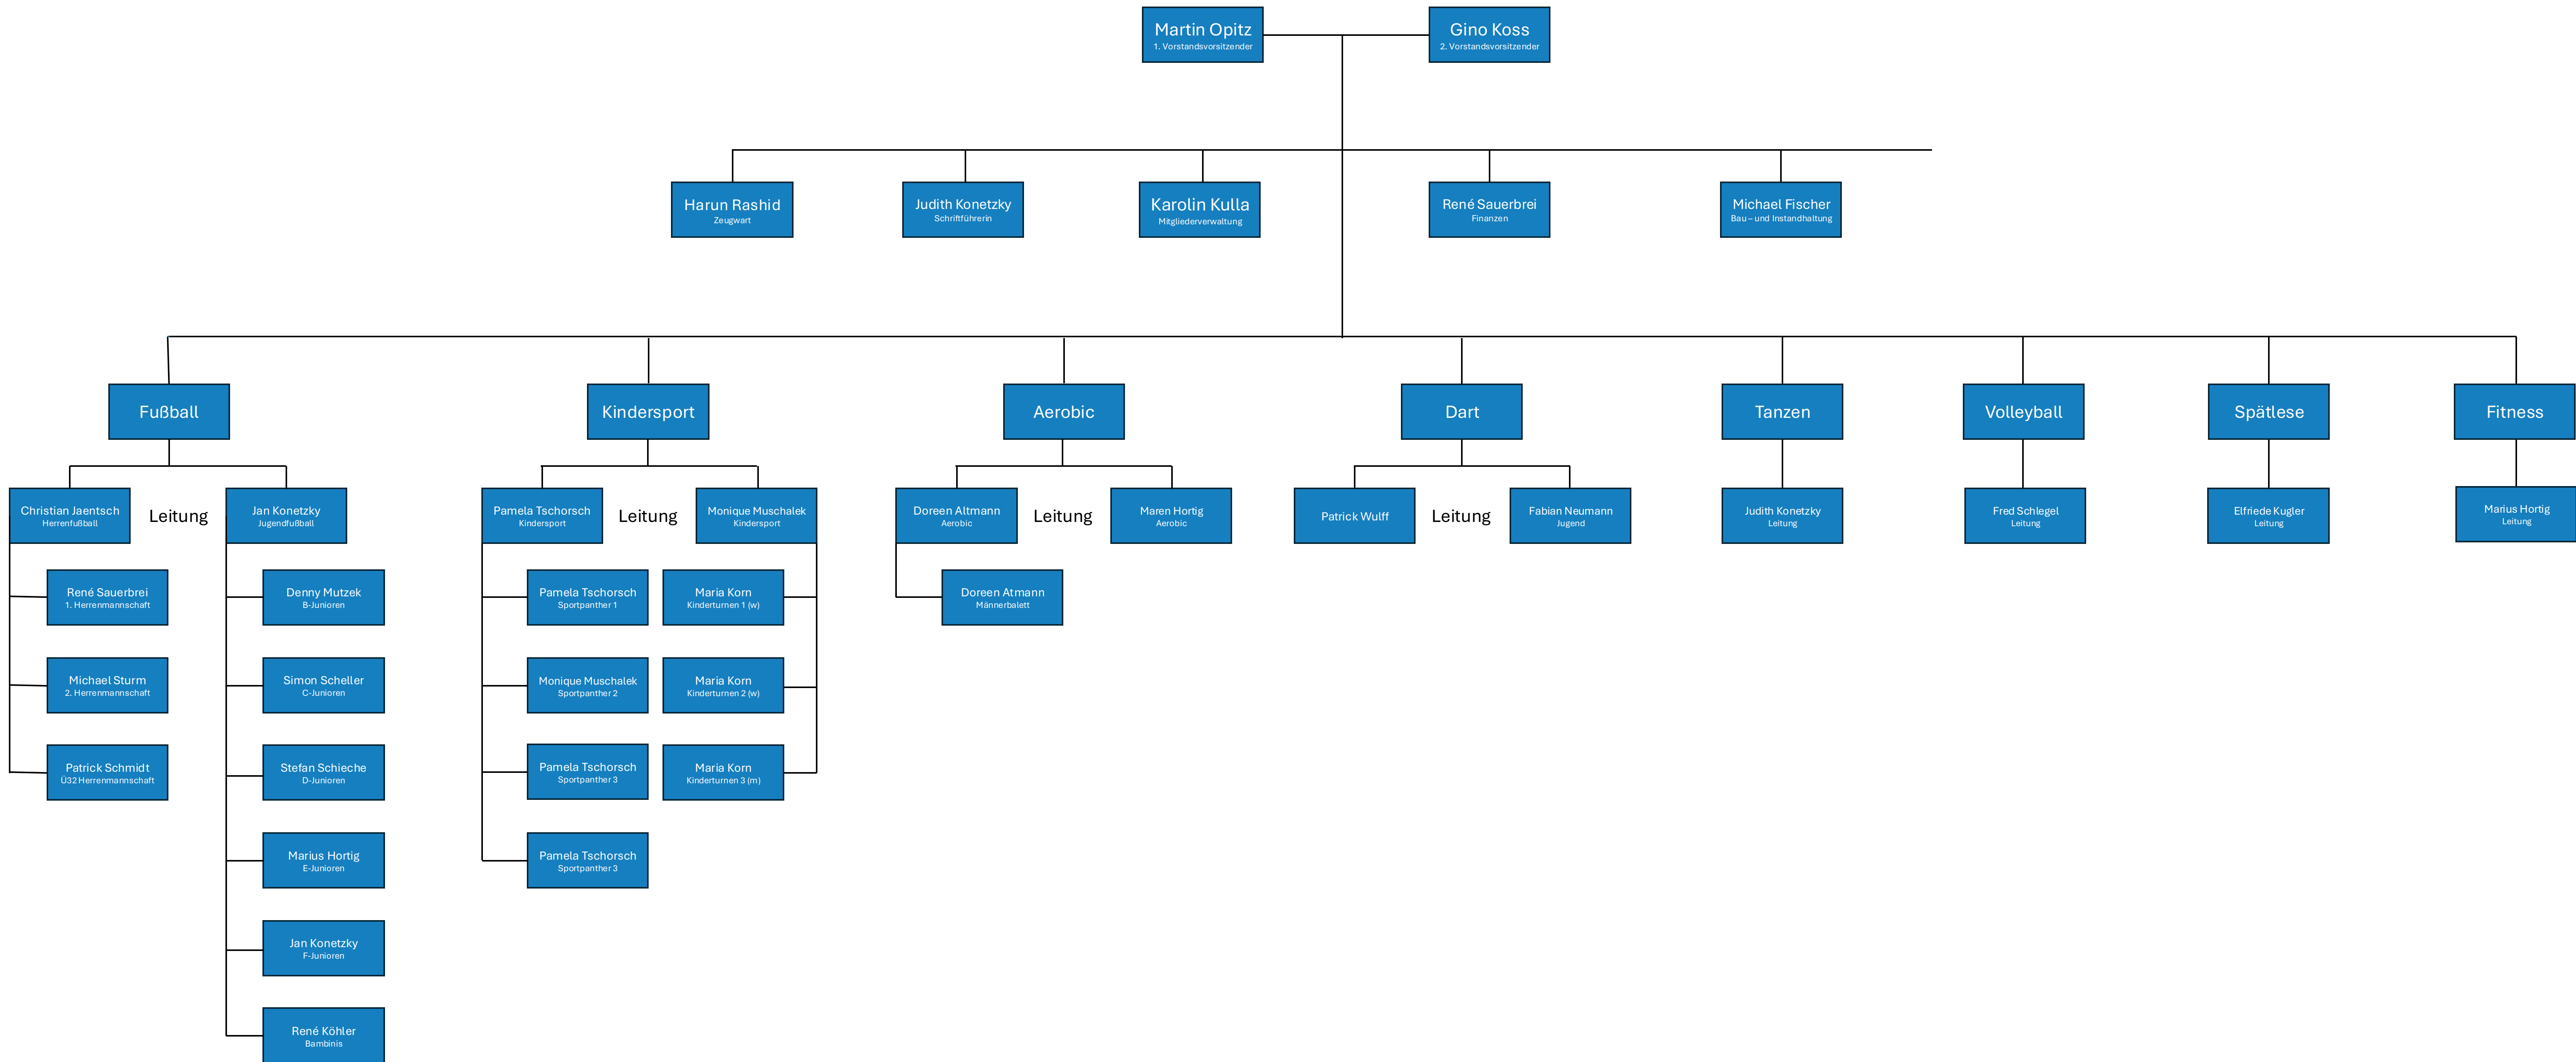 Martin Opitz
1. Vorstandsvorsitzender
Gino Koss
2. Vorstandsvorsitzender
Harun Rashid
Zeugwart
Judith Konetzky
Schriftführerin
Karolin Kulla
Mitgliederverwaltung
René Sauerbrei
Finanzen
Michael Fischer
Bau – und Instandhaltung
Fußball
Kindersport
Aerobic
Dart
Tanzen
Volleyball
Spätlese
Fitness
Christian Jaentsch
Herrenfußball
Leitung
Jan Konetzky
Jugendfußball
Pamela Tschorsch
Kindersport
Leitung
Monique Muschalek
Kindersport
Doreen Altmann
Aerobic
Leitung
Maren Hortig
Aerobic
Patrick Wulff
Leitung
Fabian Neumann
Jugend
Judith Konetzky
Leitung
Fred Schlegel
Leitung
Elfriede Kugler
Leitung
Marius Hortig
Leitung
René Sauerbrei
1. Herrenmannschaft
Denny Mutzek
B-Junioren
Pamela Tschorsch
Sportpanther 1
Maria Korn
Kinderturnen 1 (w)
Doreen Atmann
Männerbalett
Michael Sturm
2. Herrenmannschaft
Simon Scheller
C-Junioren
Monique Muschalek
Sportpanther 2
Maria Korn
Kinderturnen 2 (w)
Patrick Schmidt
Ü32 Herrenmannschaft
Stefan Schieche
D-Junioren
Pamela Tschorsch
Sportpanther 3
Maria Korn
Kinderturnen 3 (m)
Marius Hortig
E-Junioren
Pamela Tschorsch
Sportpanther 3
Jan Konetzky
F-Junioren
René Köhler
Bambinis